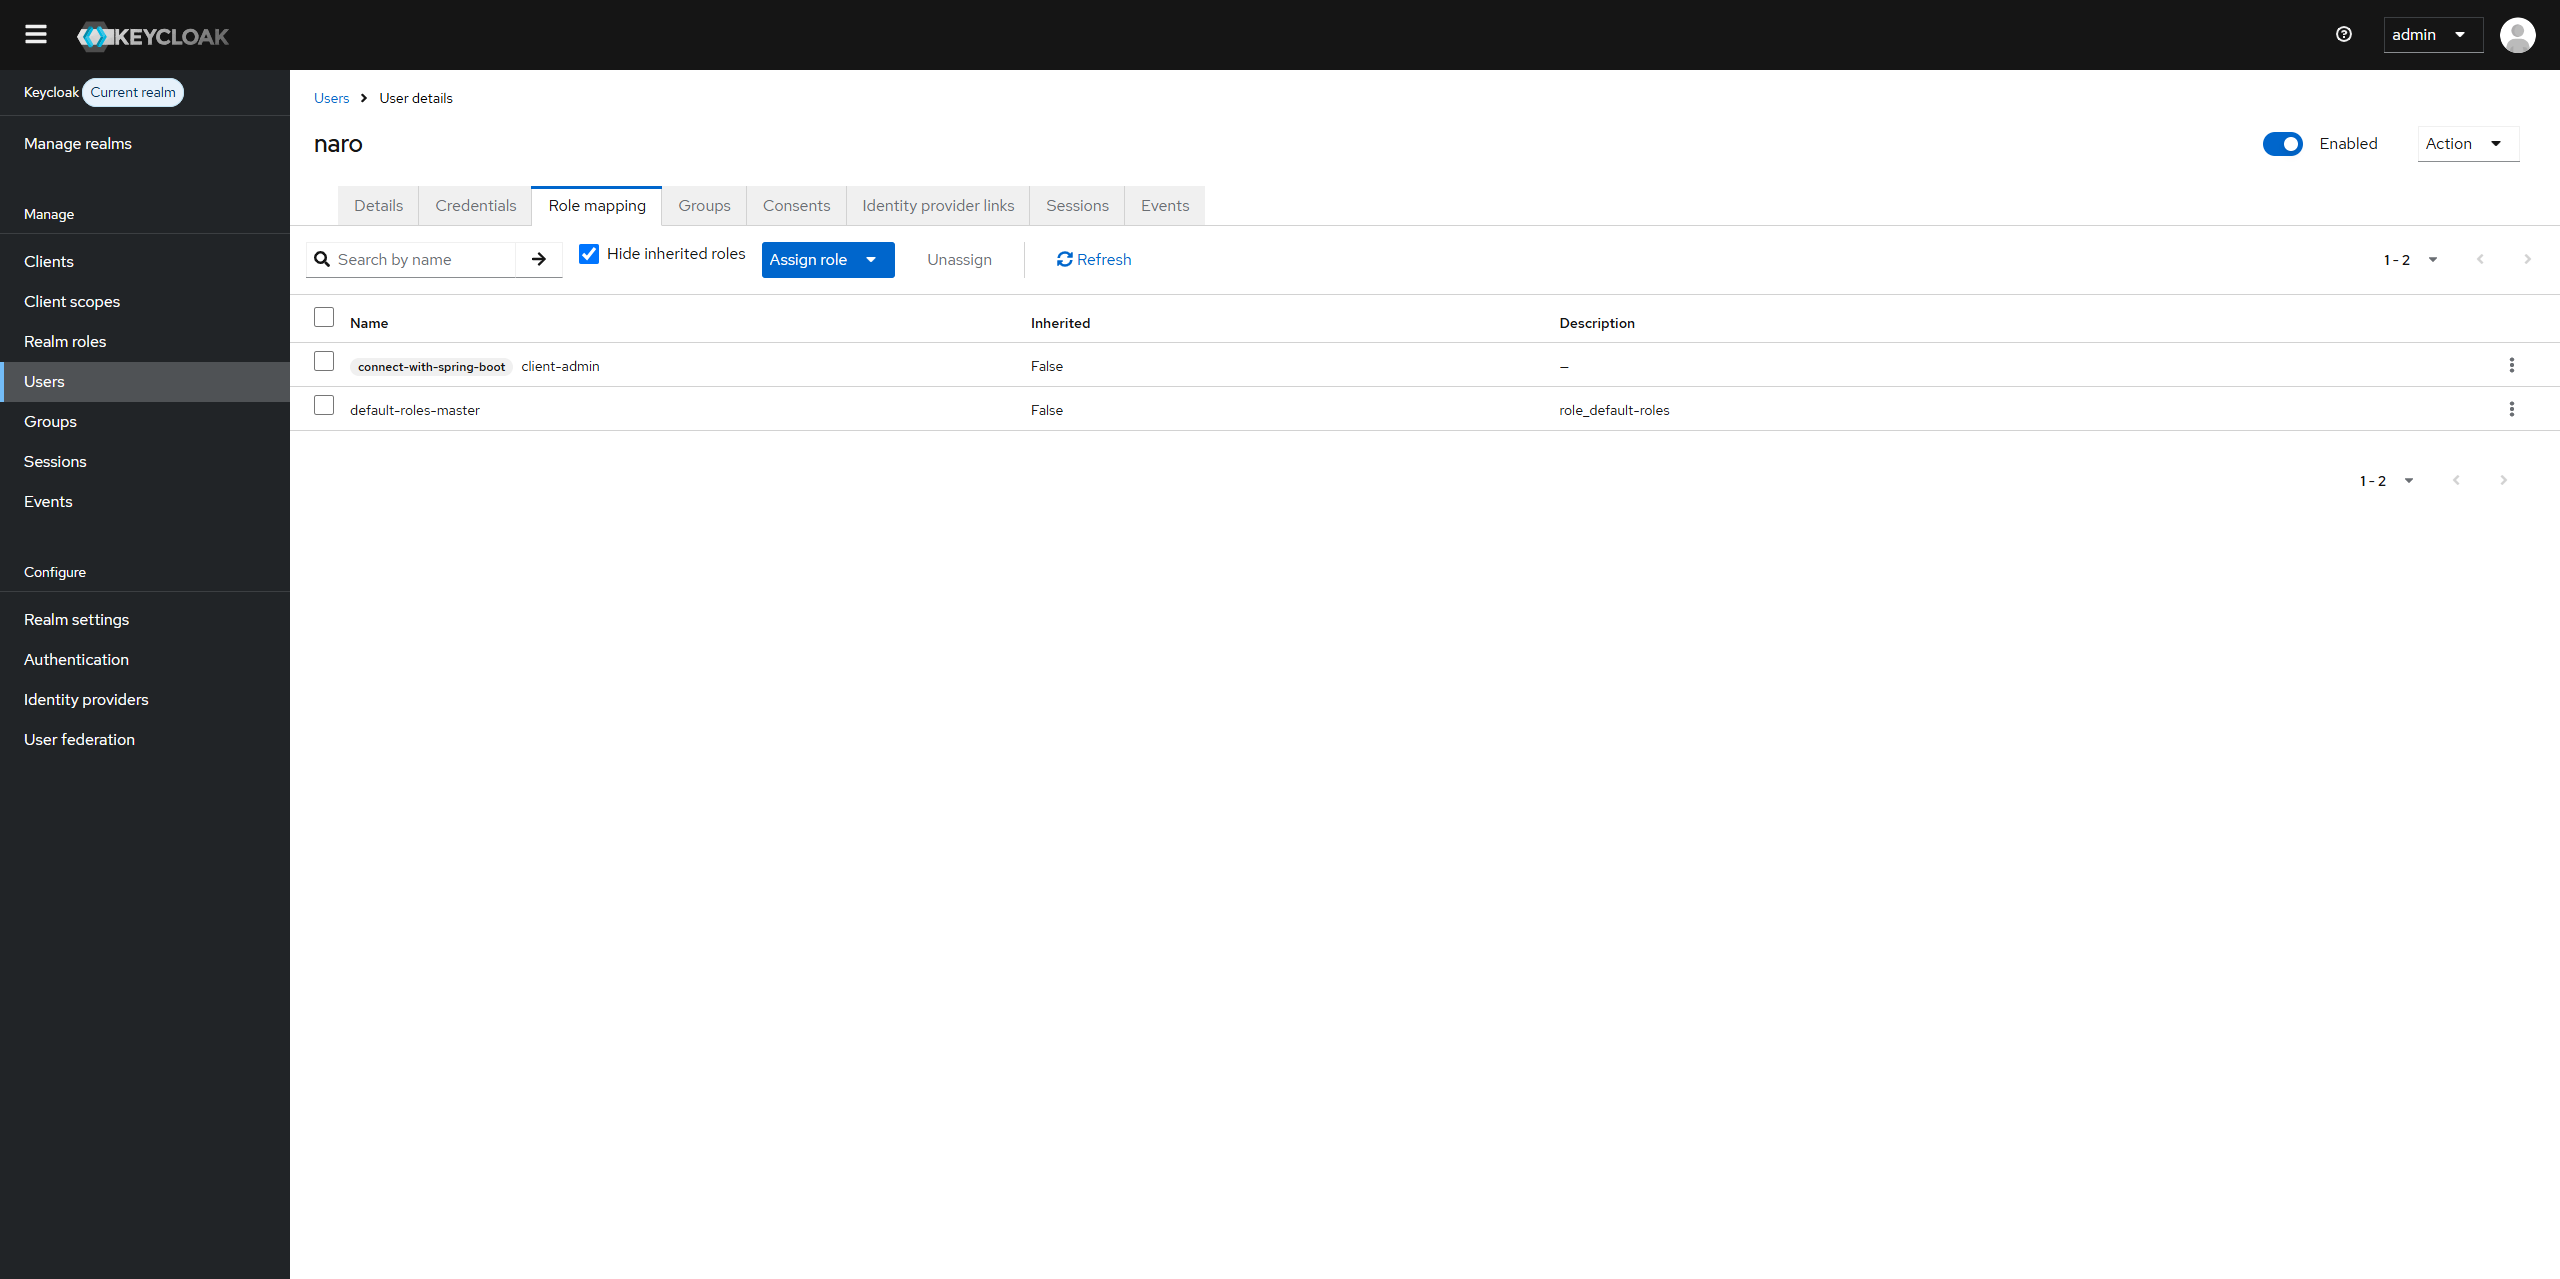 KEYCLOAK
admin
Keycloak Current realm
Manage realms
Manage
Clients
Client scopes
Realm roles
Users
Groups
Sessions
Events
Configure
Realm settings
Authentication
Identity providers
User federation
Users User details
naro
Enabled
Action
Details Credentials Role mapping Groups Consents Identity provider links Sessions Events
Search by name Hide inherited roles Assign role Unassign Refresh 1 - 2
Name Inherited Description
connect-with-spring-boot client-admin False –
default-roles-master False role_default-roles
1 - 2